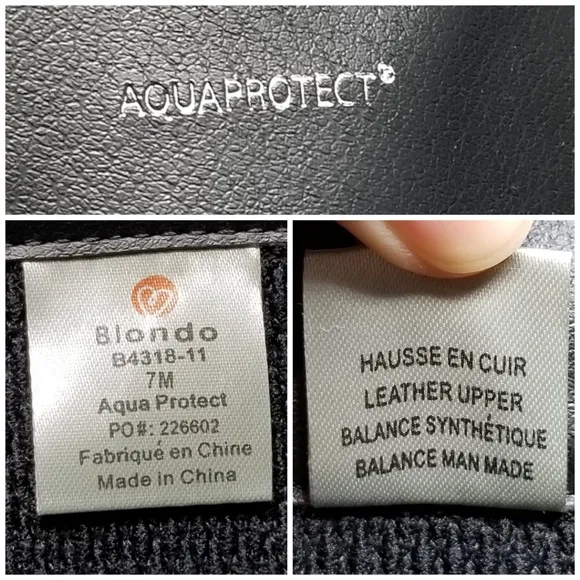 AQUAPROTECT®
Blondo
B4318-11
7M
Aqua Protect
PO#: 226602
Fabriqué en Chine
Made in China
HAUSSE EN CUIR
LEATHER UPPER
BALANCE SYNTHÉTIQUE
BALANCE MAN MADE